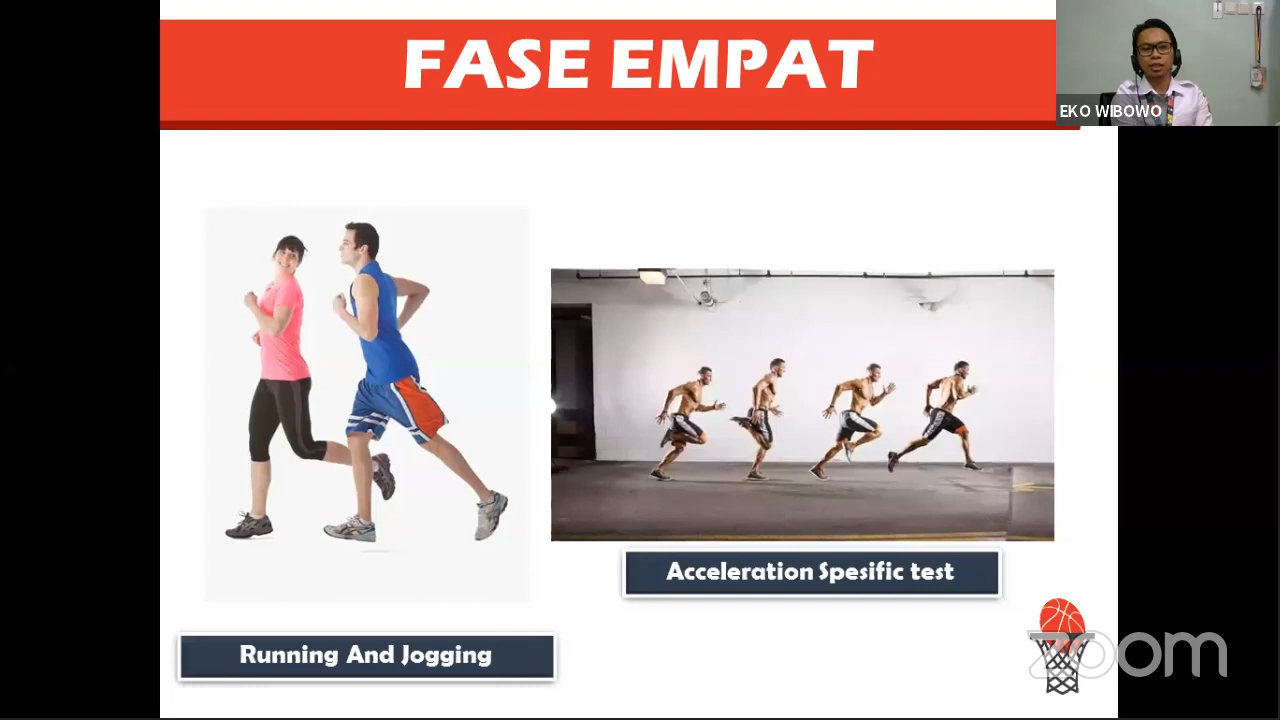 FASE EMPAT
EKO WIBOWO
Acceleration Spesific test
Running And Jogging
zoom